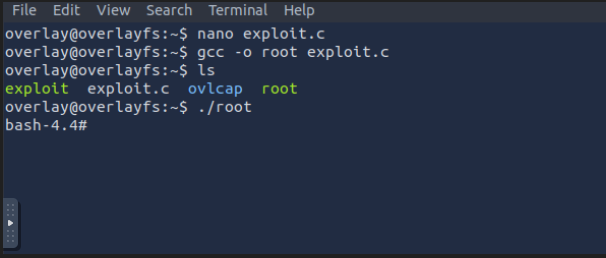 File Edit View Search Terminal Help
overlay@overlayfs:~$ nano exploit.c
overlay@overlayfs:~$ gcc -o root exploit.c
overlay@overlayfs:~$ ls
exploit exploit.c ovlcap root
overlay@overlayfs:~$ ./root
bash-4.4#